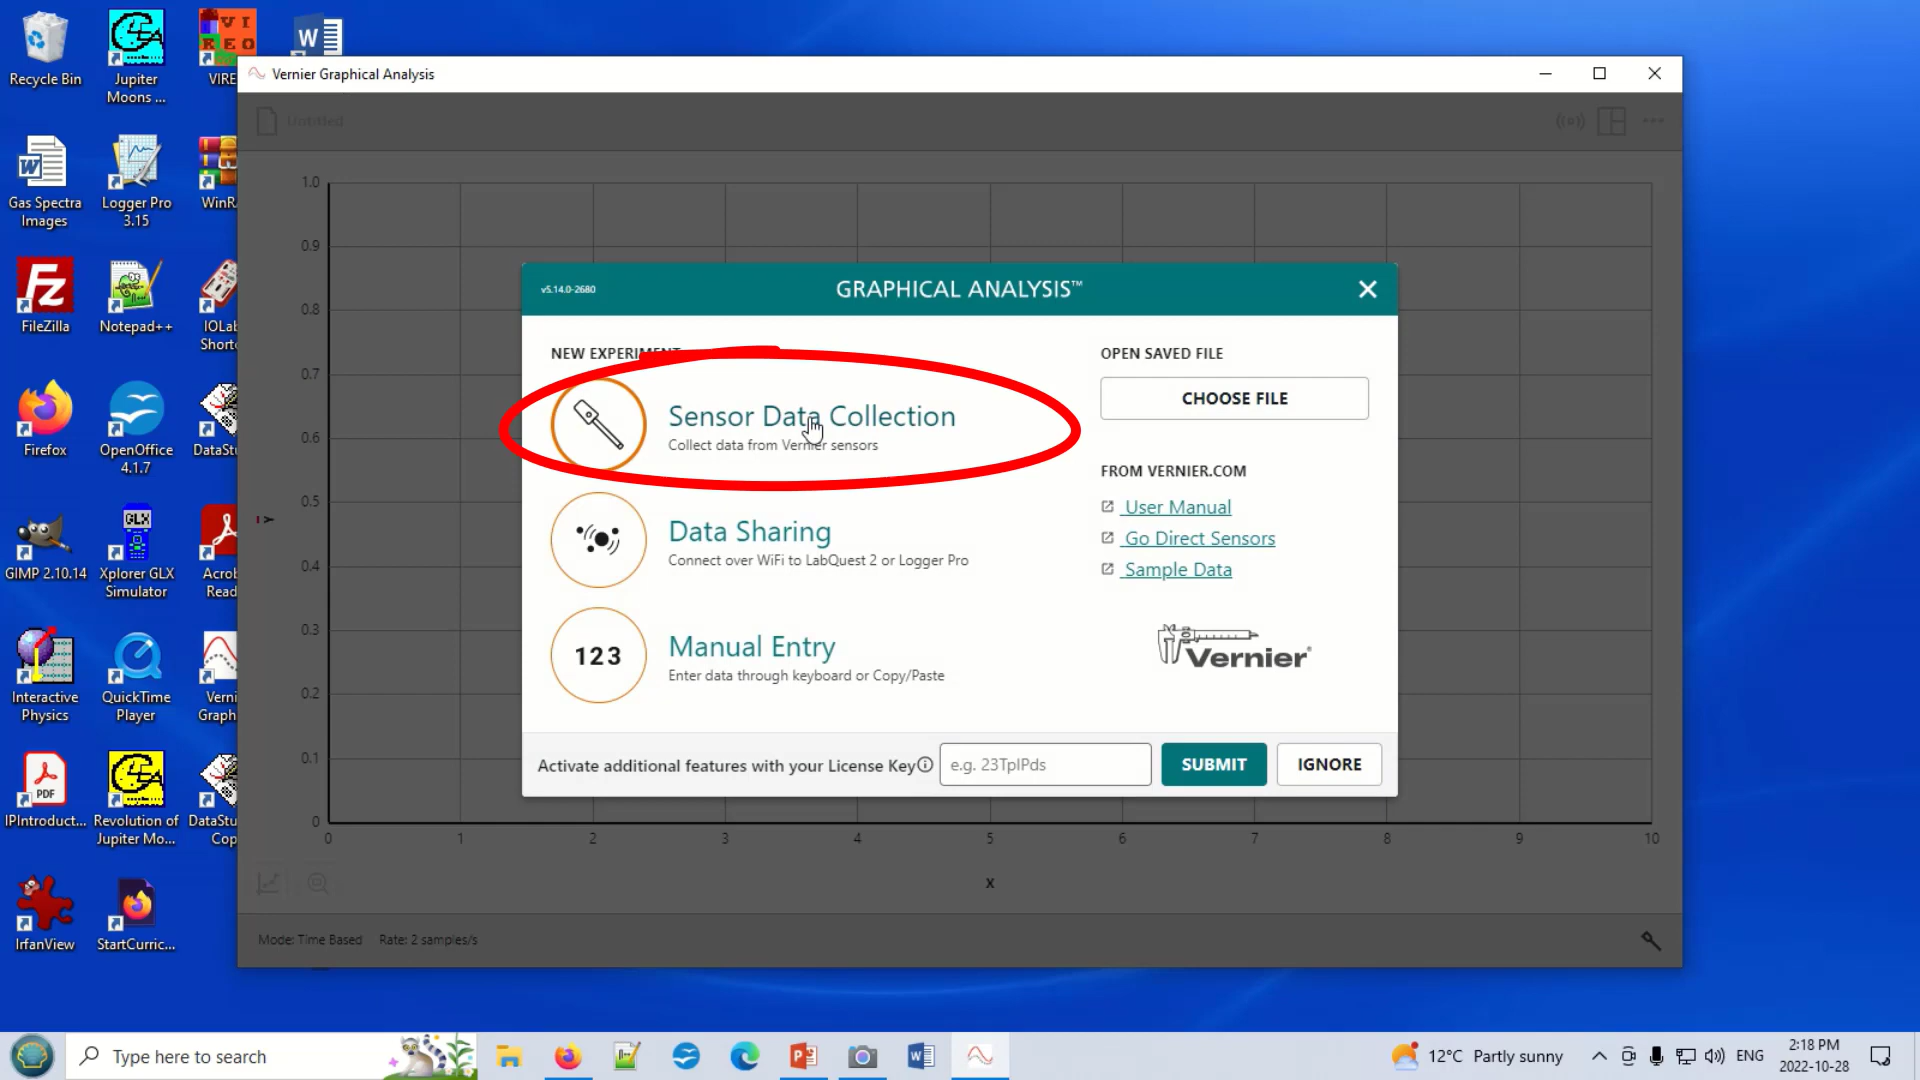 Recycle Bin
Jupiter
Moons ...
VIRE
Gas Spectra
Images
Logger Pro
3.15
WinR
FileZilla
Notepad++
IOLa
Short
Firefox
OpenOffice
4.1.7
DataSt
GIMP 2.10.14
Xplorer GLX
Simulator
Acrob
Read
Interactive
Physics
QuickTime
Player
Verni
Graph
IPIntroduct...
Revolution of
Jupiter Mo...
DataStu
Cop
IrfanView
StartCurric...
Vernier Graphical Analysis
Untitled
1.0
0.9
0.8
0.7
0.6
0.5
0.4
0.3
0.2
0.1
0
Y
0 1 2 3 4 5 6 7 8 9 10
X
Mode: Time Based Rate: 2 samples/s
v5.14.0-2680
GRAPHICAL ANALYSIS™
NEW EXPERIMENT
Sensor Data Collection
Collect data from Vernier sensors
Data Sharing
Connect over WiFi to LabQuest 2 or Logger Pro
123
Manual Entry
Enter data through keyboard or Copy/Paste
OPEN SAVED FILE
CHOOSE FILE
FROM VERNIER.COM
User Manual
Go Direct Sensors
Sample Data
Vernier
Activate additional features with your License Key
e.g. 23TpIPds
SUBMIT
IGNORE
Type here to search
12°C Partly sunny
ENG
2:18 PM
2022-10-28